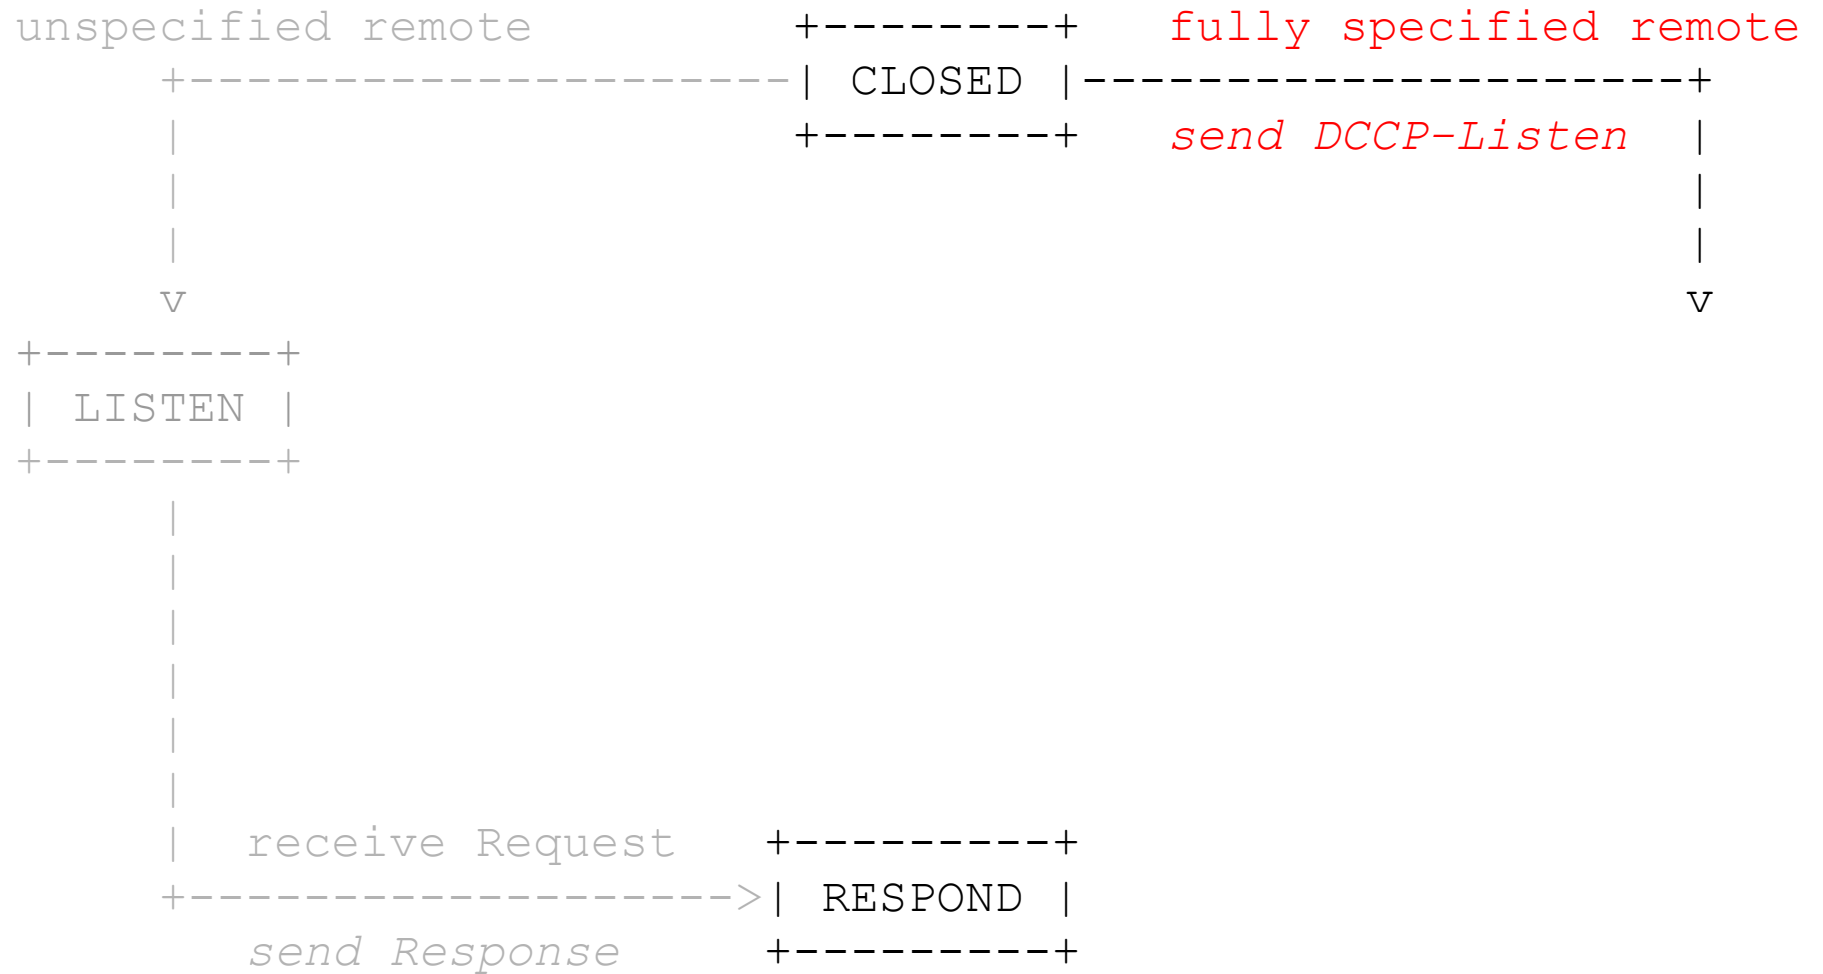 unspecified remote                   +--------+   fully specified remote
     +---------------------| CLOSED |---------------------+
     |                     +--------+   send DCCP-Listen  |
     |                                                    |
     |                                                    |
     v                                                    v
+--------+
| LISTEN |
+--------+
     |
     |
     |
     |
     |
     |
     |  receive Request   +---------+
     +------------------->| RESPOND |
        send Response     +---------+